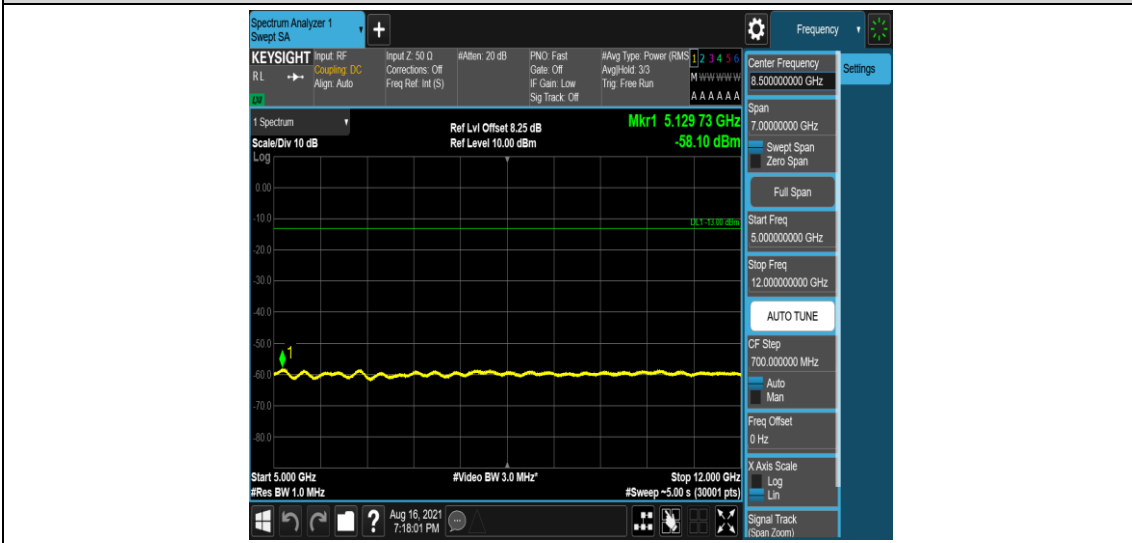 Spectrum Analyzer 1
Swept SA
+
Frequency
KEYSIGHT
RL
LXI
Input: RF
Coupling: DC
Align: Auto
Input Z: 50 Ω
Corrections: Off
Freq Ref: Int (S)
#Atten: 20 dB
PNO: Fast
Gate: Off
IF Gain: Low
Sig Track: Off
#Avg Type: Power (RMS
Avg|Hold: 3/3
Trig: Free Run
1 2 3 4 5 6
M W W W W W
A A A A A A
1 Spectrum
Scale/Div 10 dB
Log
Ref Lvl Offset 8.25 dB
Ref Level 10.00 dBm
Mkr1 5.129 73 GHz
-58.10 dBm
0.00
-10.0
DL1 -13.00 dBm
-20.0
-30.0
-40.0
-50.0
1
-60.0
-70.0
-80.0
Start 5.000 GHz
#Res BW 1.0 MHz
#Video BW 3.0 MHz*
Stop 12.000 GHz
#Sweep ~5.00 s (30001 pts)
?
Aug 16, 2021
7:18:01 PM
Center Frequency
8.500000000 GHz
Settings
Span
7.00000000 GHz
Swept Span
Zero Span
Full Span
Start Freq
5.000000000 GHz
Stop Freq
12.000000000 GHz
AUTO TUNE
CF Step
700.000000 MHz
Auto
Man
Freq Offset
0 Hz
X Axis Scale
Log
Lin
Signal Track
(Span Zoom)